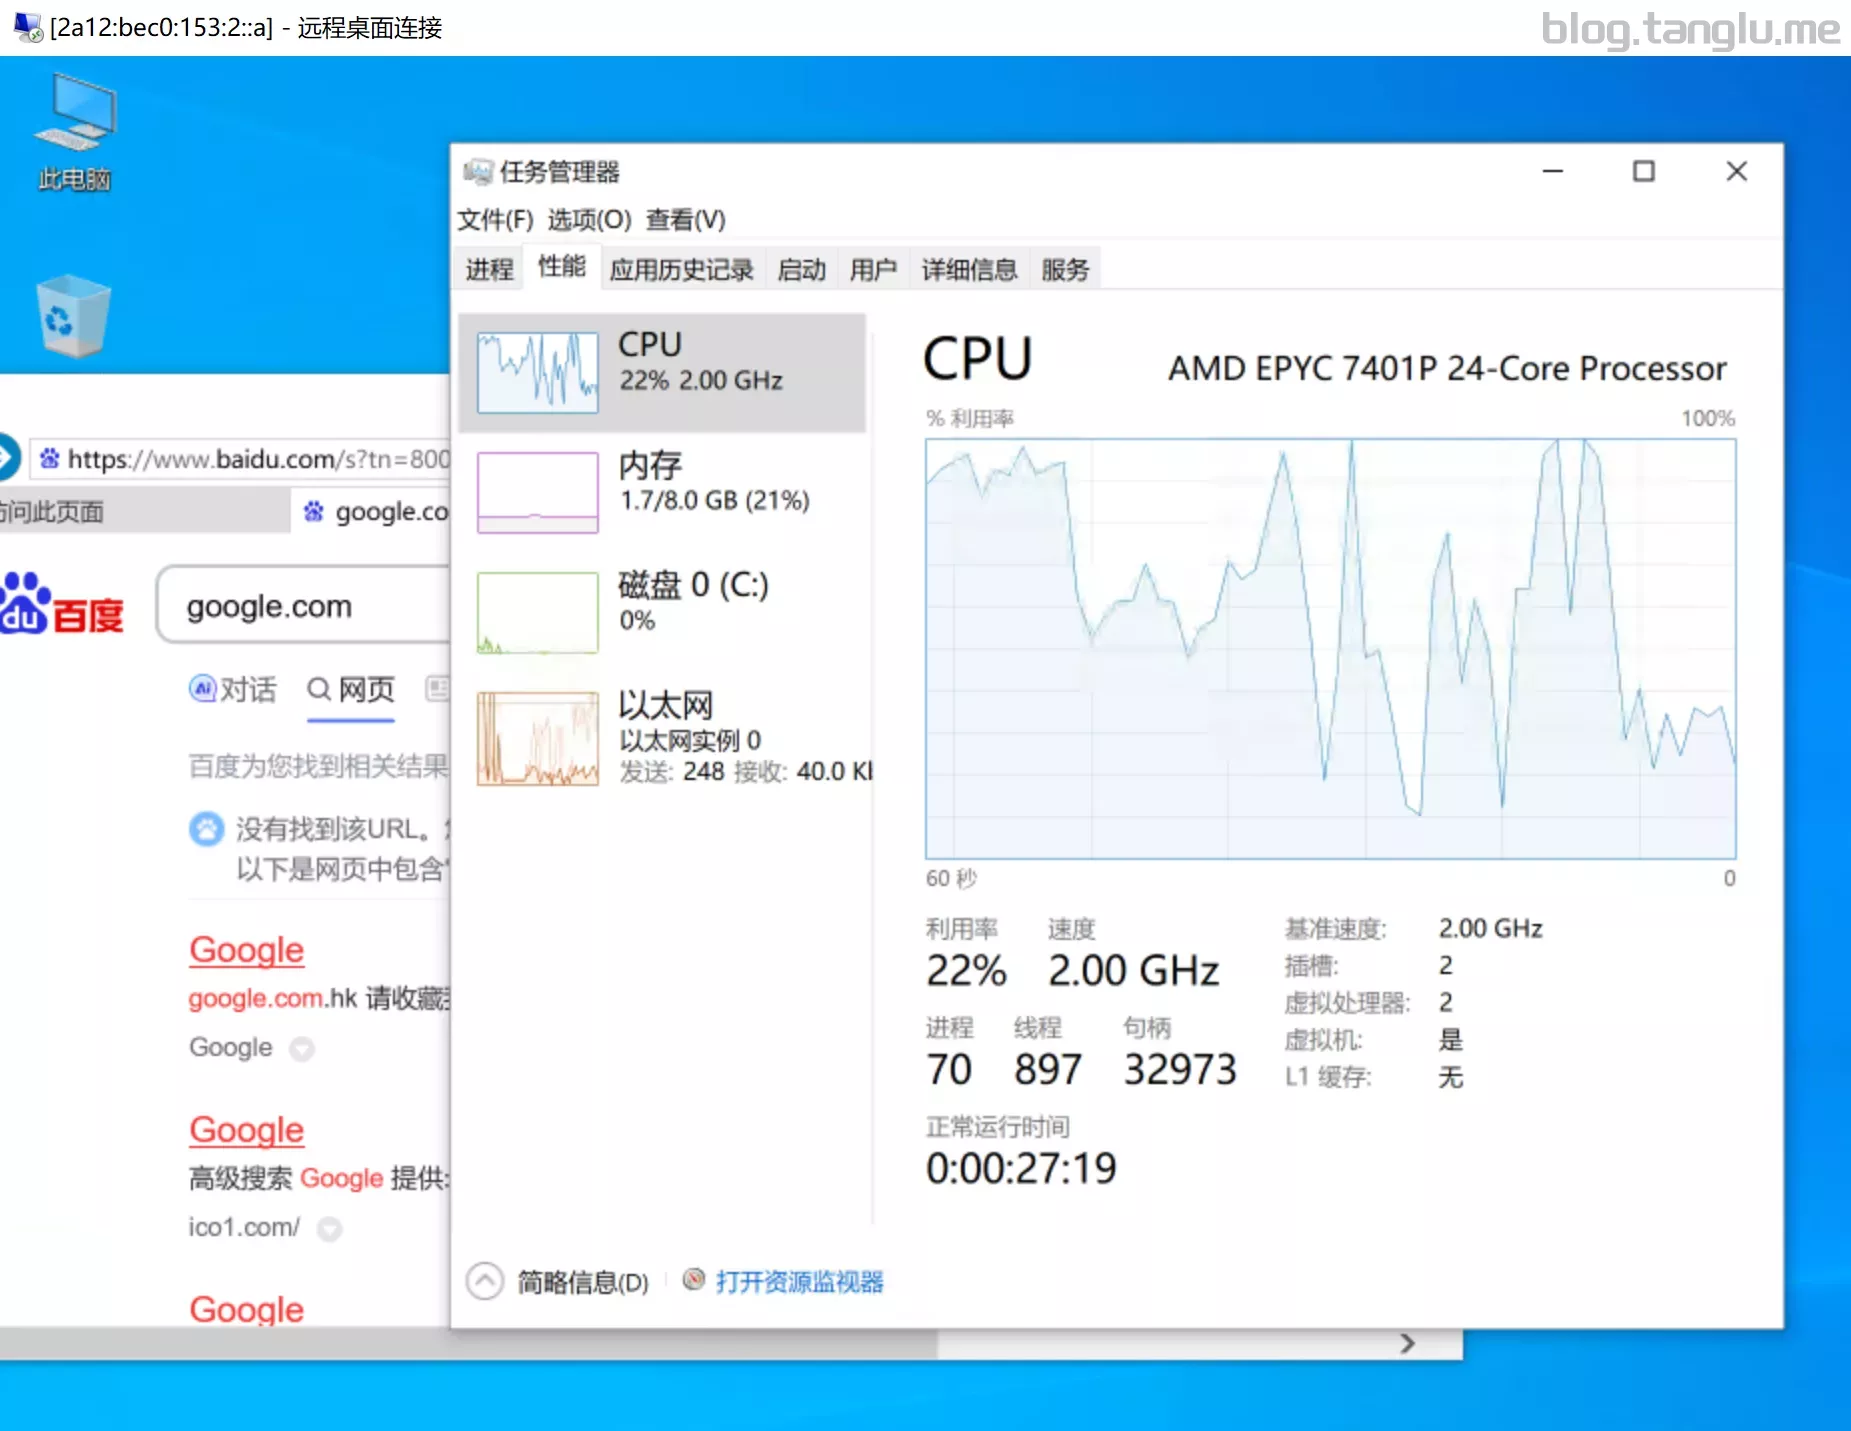 [2a12:bec0:153:2::a] - 远程桌面连接
blog.tanglu.me
此电脑
https://www.baidu.com/s?tn=800
问此页面
google.co
du百度
google.com
Ai对话
网页
百度为您找到相关结果
没有找到该URL。
以下是网页中包含"
Google
google.com.hk 请收藏
Google
Google
高级搜索 Google 提供:
ico1.com/
Google
任务管理器
文件(F) 选项(O) 查看(V)
进程 性能 应用历史记录 启动 用户 详细信息 服务
CPU
22% 2.00 GHz
内存
1.7/8.0 GB (21%)
磁盘 0 (C:)
0%
以太网
以太网实例 0
发送: 248 接收: 40.0 Kb
CPU
AMD EPYC 7401P 24-Core Processor
% 利用率
100%
60 秒
0
利用率 速度
22% 2.00 GHz
进程 线程 句柄
70 897 32973
正常运行时间
0:00:27:19
基准速度: 2.00 GHz
插槽: 2
虚拟处理器: 2
虚拟机: 是
L1 缓存: 无
简略信息(D)
打开资源监视器